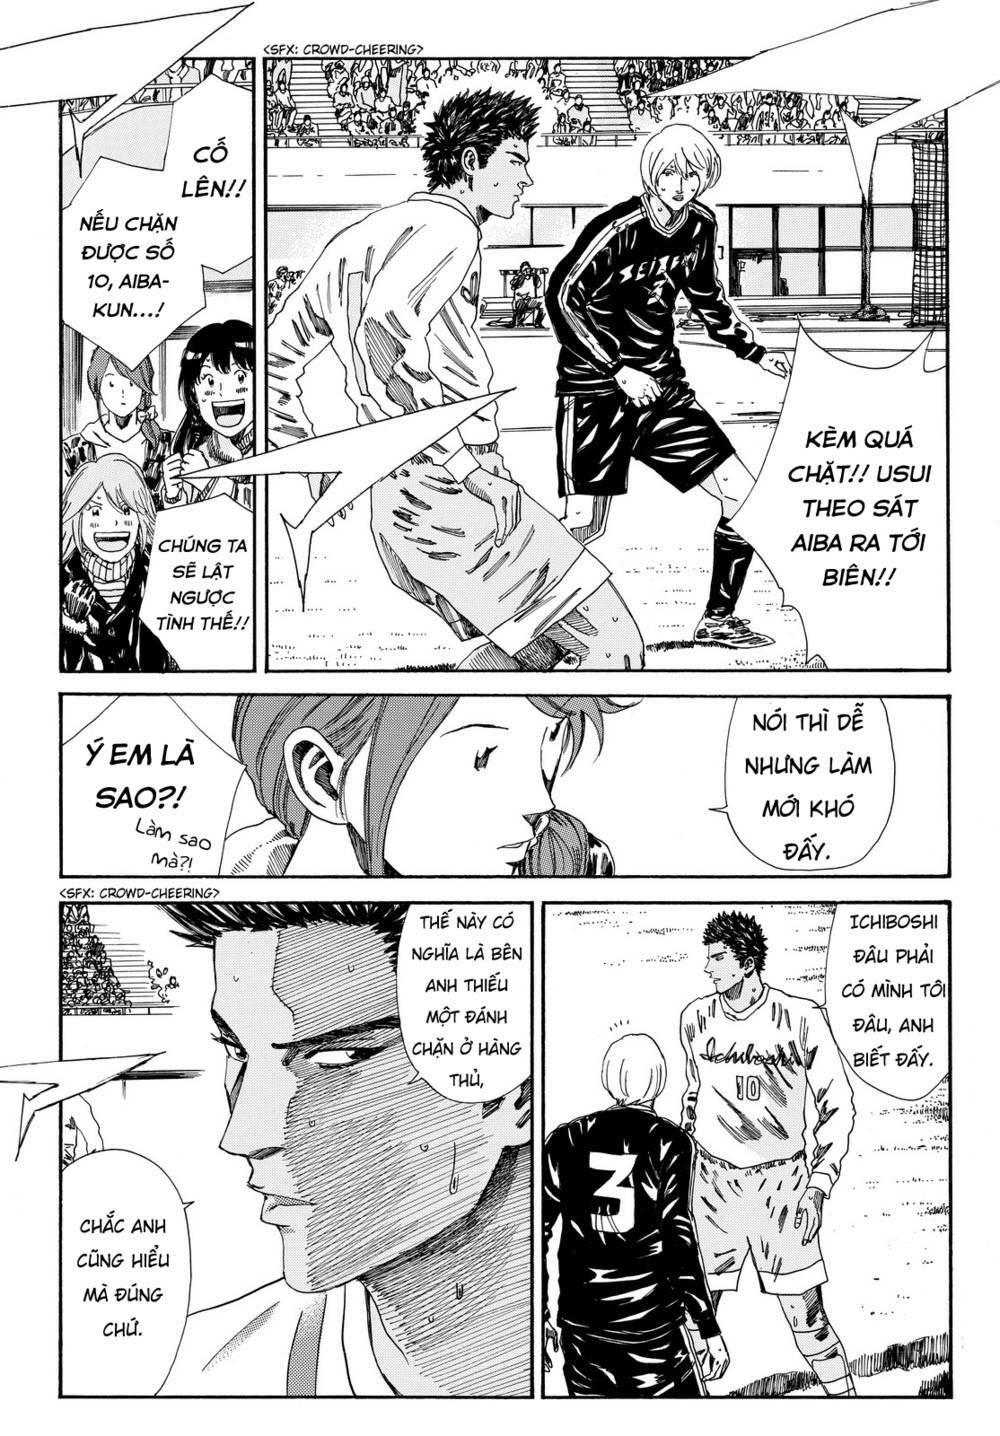 <SFX: CROWD-CHEERING>
CỐ
LÊN!!
NẾU CHẶN
ĐƯỢC SỐ
10, AIBA-
KUN...!
CHÚNG TA
SẼ LẬT
NGƯỢC
TÌNH THẾ!!
SEITEN
KÈM QUÁ
CHẶT!! USUI
THEO SÁT
AIBA RA TỚI
BIÊN!!
Ý EM LÀ
SAO?!
Làm sao
mà?!
NÓI THÌ DỄ
NHƯNG LÀM
MỚI KHÓ
ĐẤY.
<SFX: CROWD-CHEERING>
THẾ NÀY CÓ
NGHĨA LÀ BÊN
ANH THIẾU
MỘT ĐÁNH
CHẶN Ở HÀNG
THỦ,
CHẮC ANH
CŨNG HIỂU
MÀ ĐÚNG
CHỨ.
ICHIBOSHI
ĐÂU PHẢI
CÓ MÌNH TÔI
ĐÂU, ANH
BIẾT ĐẤY.
Ichiboshi
10
3